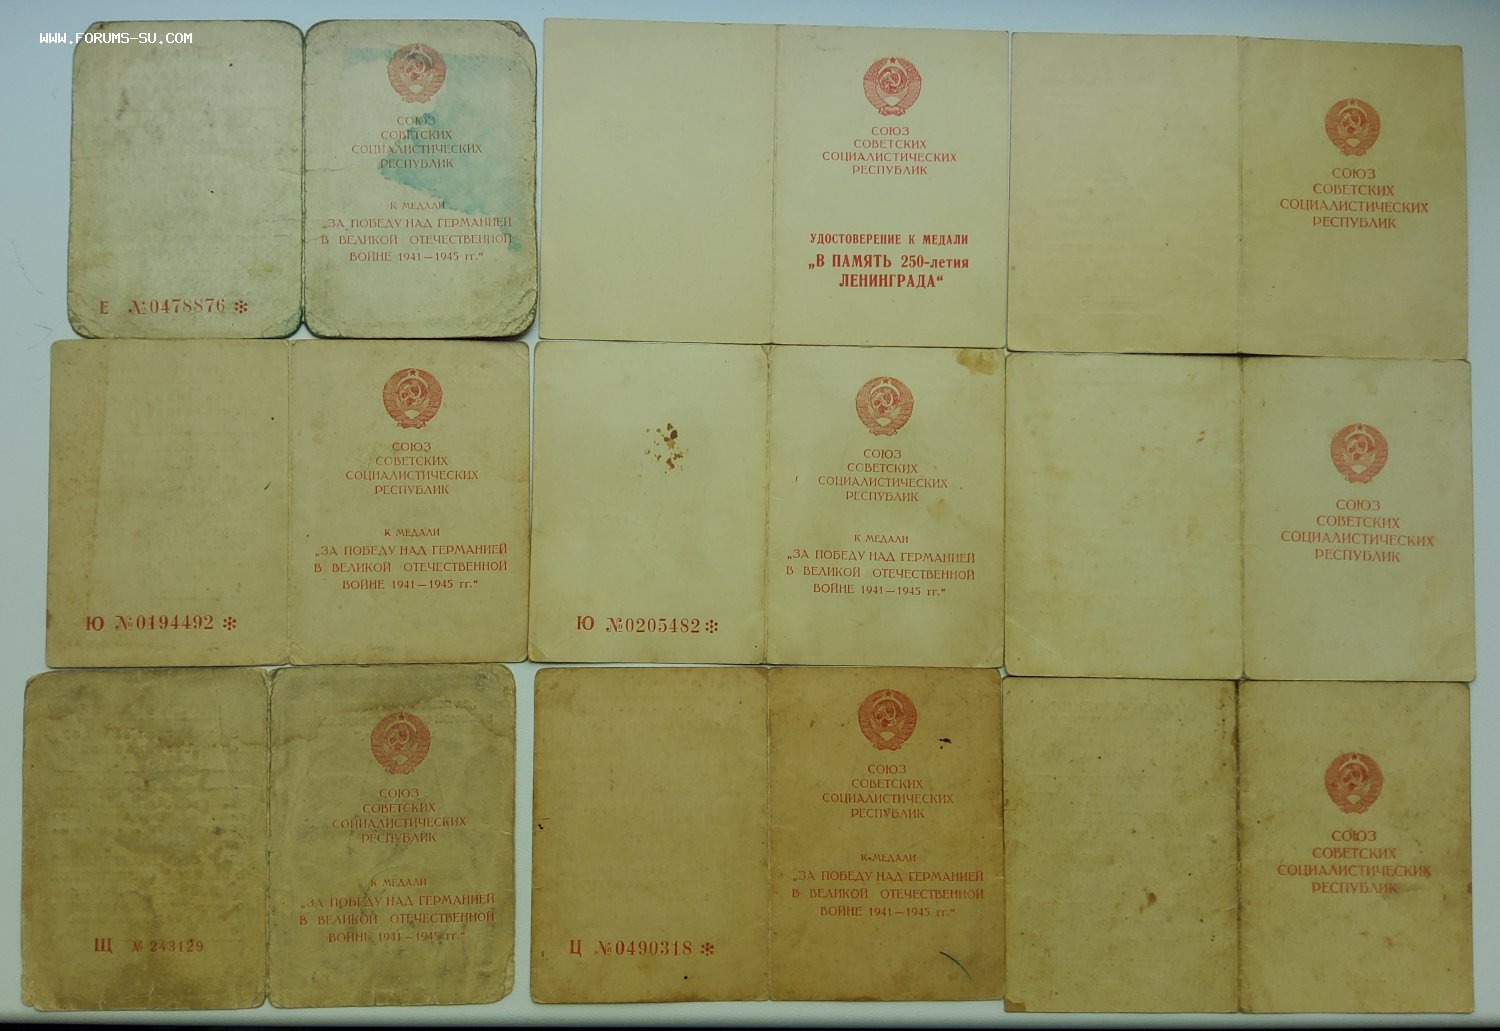 WWW.FORUMS-SU.COM
СОЮЗ
СОВЕТСКИХ
СОЦИАЛИСТИЧЕСКИХ
РЕСПУБЛИК
К МЕДАЛИ
„ЗА ПОБЕДУ НАД ГЕРМАНИЕЙ
В ВЕЛИКОЙ ОТЕЧЕСТВЕННОЙ
ВОЙНЕ 1941—1945 гг.“
Е №0478876 ✻
СОЮЗ
СОВЕТСКИХ
СОЦИАЛИСТИЧЕСКИХ
РЕСПУБЛИК
УДОСТОВЕРЕНИЕ К МЕДАЛИ
„В ПАМЯТЬ 250-летия
ЛЕНИНГРАДА“
СОЮЗ
СОВЕТСКИХ
СОЦИАЛИСТИЧЕСКИХ
РЕСПУБЛИК
СОЮЗ
СОВЕТСКИХ
СОЦИАЛИСТИЧЕСКИХ
РЕСПУБЛИК
К МЕДАЛИ
„ЗА ПОБЕДУ НАД ГЕРМАНИЕЙ
В ВЕЛИКОЙ ОТЕЧЕСТВЕННОЙ
ВОЙНЕ 1941—1945 гг.“
Ю №0194492 ✻
СОЮЗ
СОВЕТСКИХ
СОЦИАЛИСТИЧЕСКИХ
РЕСПУБЛИК
К МЕДАЛИ
„ЗА ПОБЕДУ НАД ГЕРМАНИЕЙ
В ВЕЛИКОЙ ОТЕЧЕСТВЕННОЙ
ВОЙНЕ 1941—1945 гг.“
Ю №0205482 ✻
СОЮЗ
СОВЕТСКИХ
СОЦИАЛИСТИЧЕСКИХ
РЕСПУБЛИК
СОЮЗ
СОВЕТСКИХ
СОЦИАЛИСТИЧЕСКИХ
РЕСПУБЛИК
К МЕДАЛИ
„ЗА ПОБЕДУ НАД ГЕРМАНИЕЙ
В ВЕЛИКОЙ ОТЕЧЕСТВЕННОЙ
ВОЙНЕ 1941—1945 гг.“
Щ № 243129
СОЮЗ
СОВЕТСКИХ
СОЦИАЛИСТИЧЕСКИХ
РЕСПУБЛИК
К МЕДАЛИ
„ЗА ПОБЕДУ НАД ГЕРМАНИЕЙ
В ВЕЛИКОЙ ОТЕЧЕСТВЕННОЙ
ВОЙНЕ 1941—1945 гг.“
Ц №0490318 ✻
СОЮЗ
СОВЕТСКИХ
СОЦИАЛИСТИЧЕСКИХ
РЕСПУБЛИК